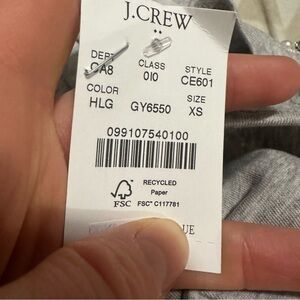 J.CREW
DEPT CLASS STYLE
CA8 010 CE601
COLOR SIZE
HLG GY6550 XS
099107540100
RECYCLED
Paper
FSC FSC® C117781